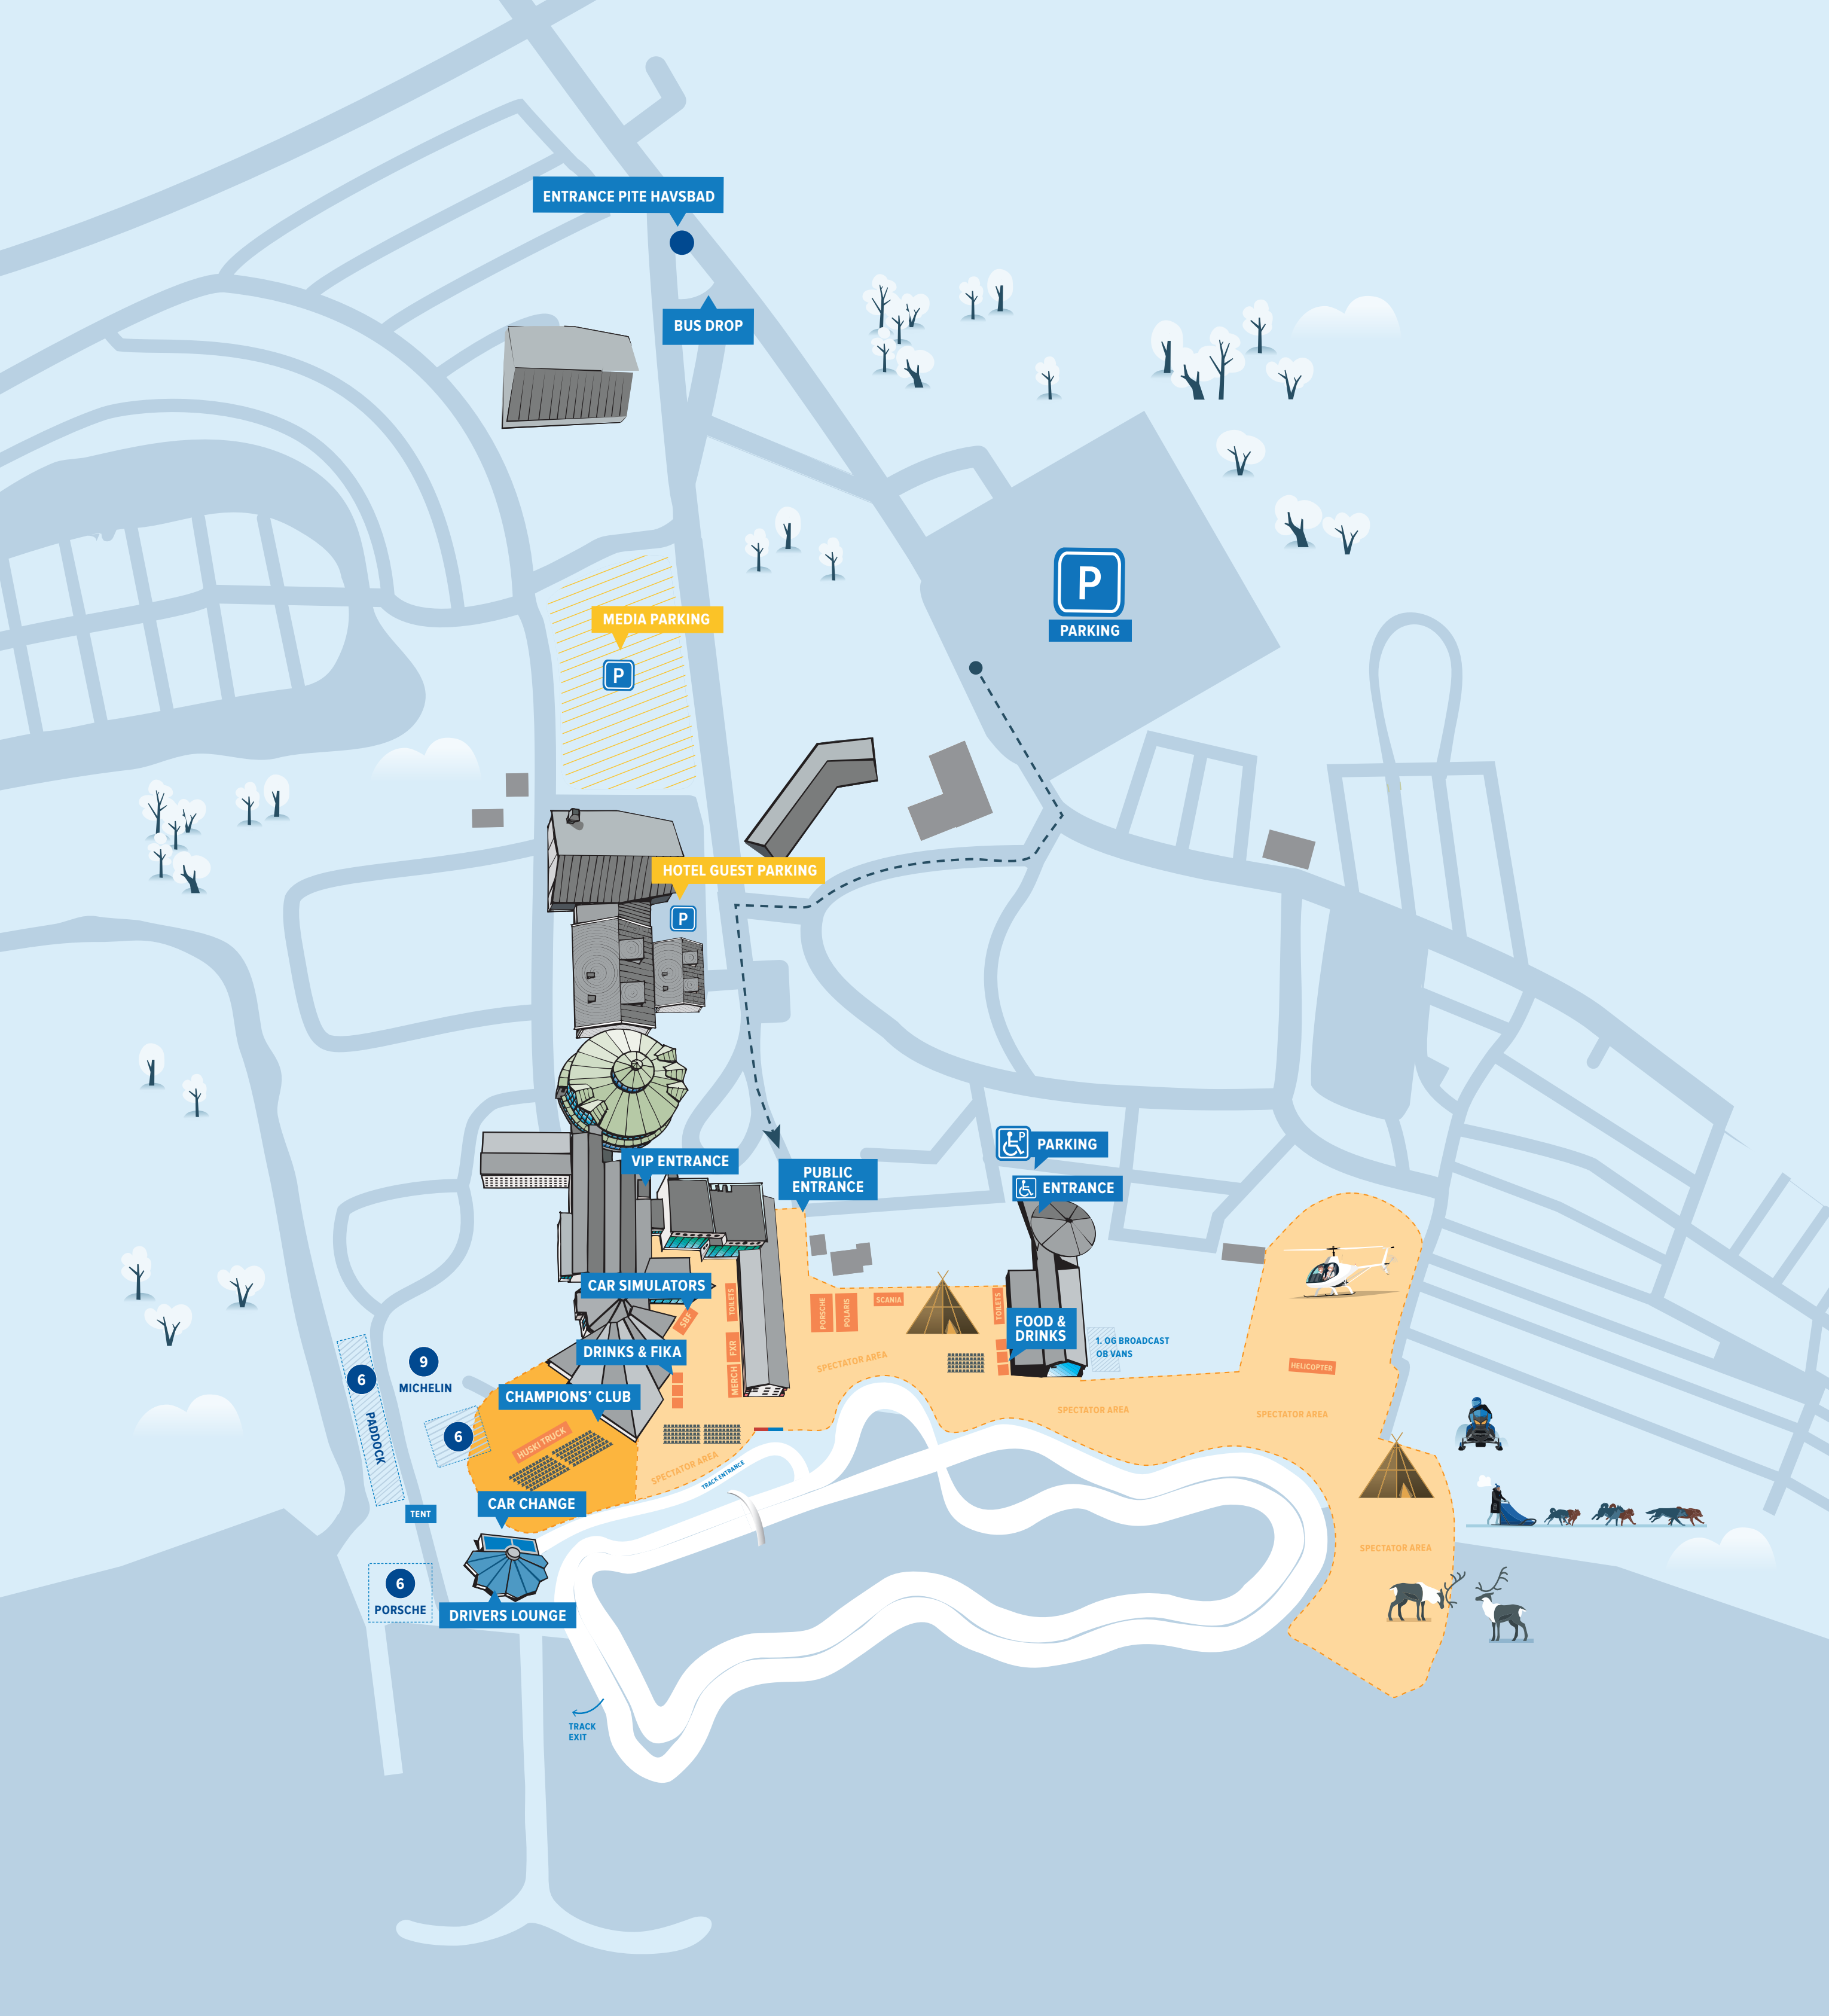 ENTRANCE PITE HAVSBAD
BUS DROP
P
PARKING
MEDIA PARKING
P
HOTEL GUEST PARKING
P
P
PARKING
VIP ENTRANCE
PUBLIC
ENTRANCE
ENTRANCE
CAR SIMULATORS
SBF
TOILETS
PORSCHE
POLARIS
SCANIA
TOILETS
FOOD &
DRINKS
1. OG BROADCAST
OB VANS
DRINKS & FIKA
FXR
MERCH
SPECTATOR AREA
HELICOPTER
9
MICHELIN
6
PADDOCK
CHAMPIONS' CLUB
6
HUSKI TRUCK
SPECTATOR AREA
SPECTATOR AREA
SPECTATOR AREA
TRACK ENTRANCE
CAR CHANGE
TENT
SPECTATOR AREA
6
PORSCHE
DRIVERS LOUNGE
TRACK
EXIT